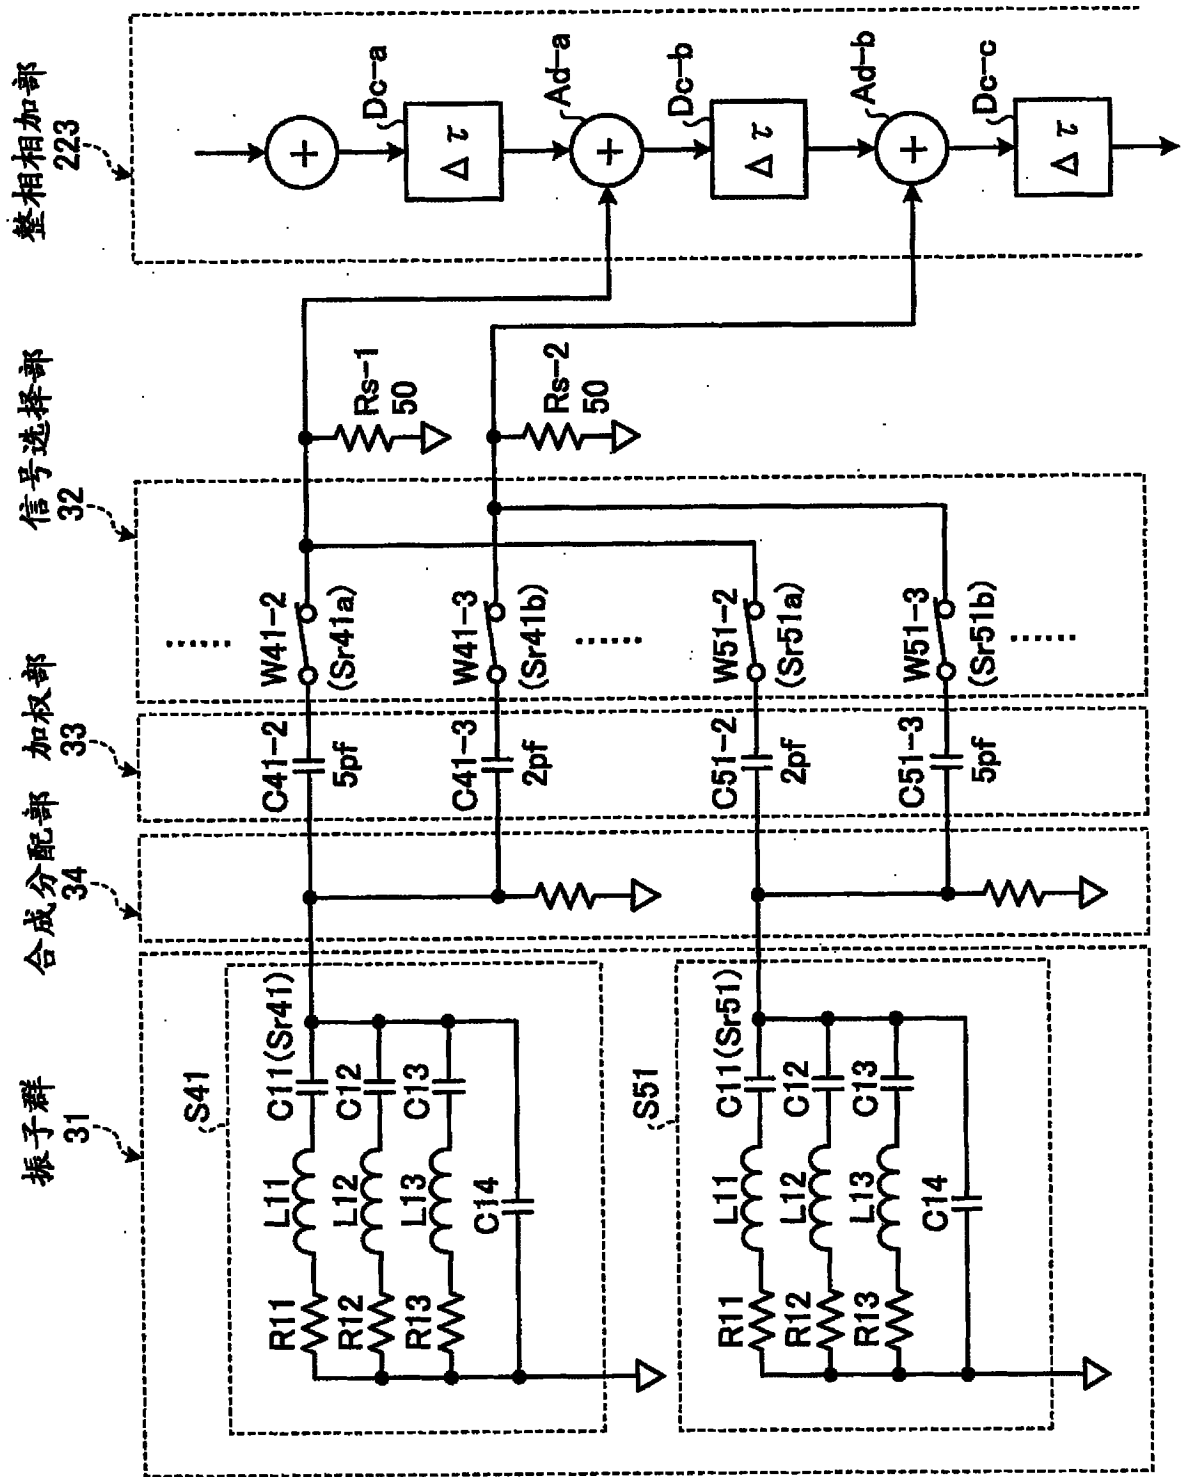 振子群
31
合成分配部
34
加权部
33
信号选择部
32
整相相加部
223
S41
R11
L11
C11(Sr41)
R12
L12
C12
R13
L13
C13
C14
C41-2
5pf
W41-2
(Sr41a)
C41-3
2pf
W41-3
(Sr41b)
Rs-1
50
Rs-2
50
S51
R11
L11
C11(Sr51)
R12
L12
C12
R13
L13
C13
C14
C51-2
2pf
W51-2
(Sr51a)
C51-3
5pf
W51-3
(Sr51b)
+
Dc-a
Δτ
Ad-a
+
Dc-b
Δτ
Ad-b
+
Dc-c
Δτ